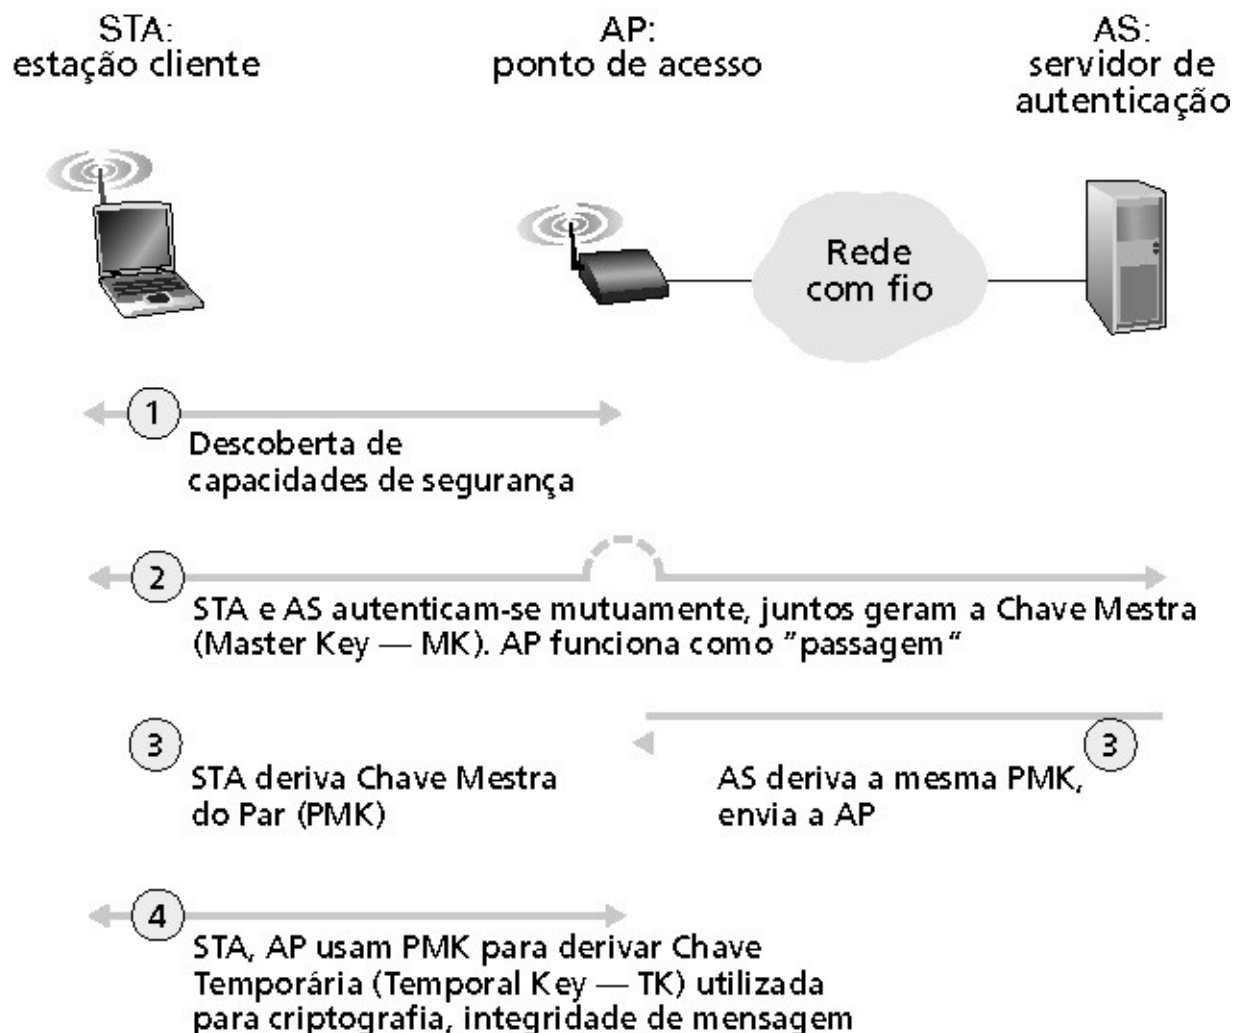 STA:
estação cliente
AP:
ponto de acesso
AS:
servidor de
autenticação
Rede
com fio
1
Descoberta de
capacidades de segurança
2
STA e AS autenticam-se mutuamente, juntos geram a Chave Mestra
(Master Key — MK). AP funciona como “passagem“
3
STA deriva Chave Mestra
do Par (PMK)
3
AS deriva a mesma PMK,
envia a AP
4
STA, AP usam PMK para derivar Chave
Temporária (Temporal Key — TK) utilizada
para criptografia, integridade de mensagem